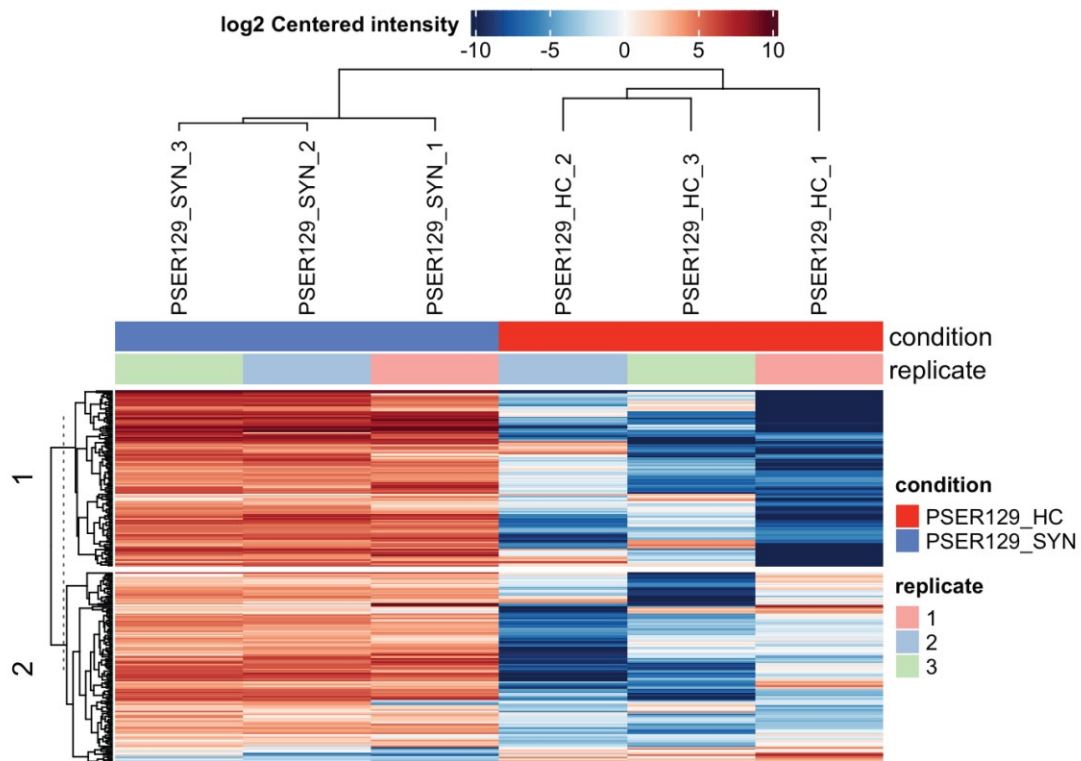 log2 Centered intensity
-10 -5 0 5 10
PSER129_SYN_3
PSER129_SYN_2
PSER129_SYN_1
PSER129_HC_2
PSER129_HC_3
PSER129_HC_1
condition
replicate
1
2
condition
PSER129_HC
PSER129_SYN
replicate
1
2
3